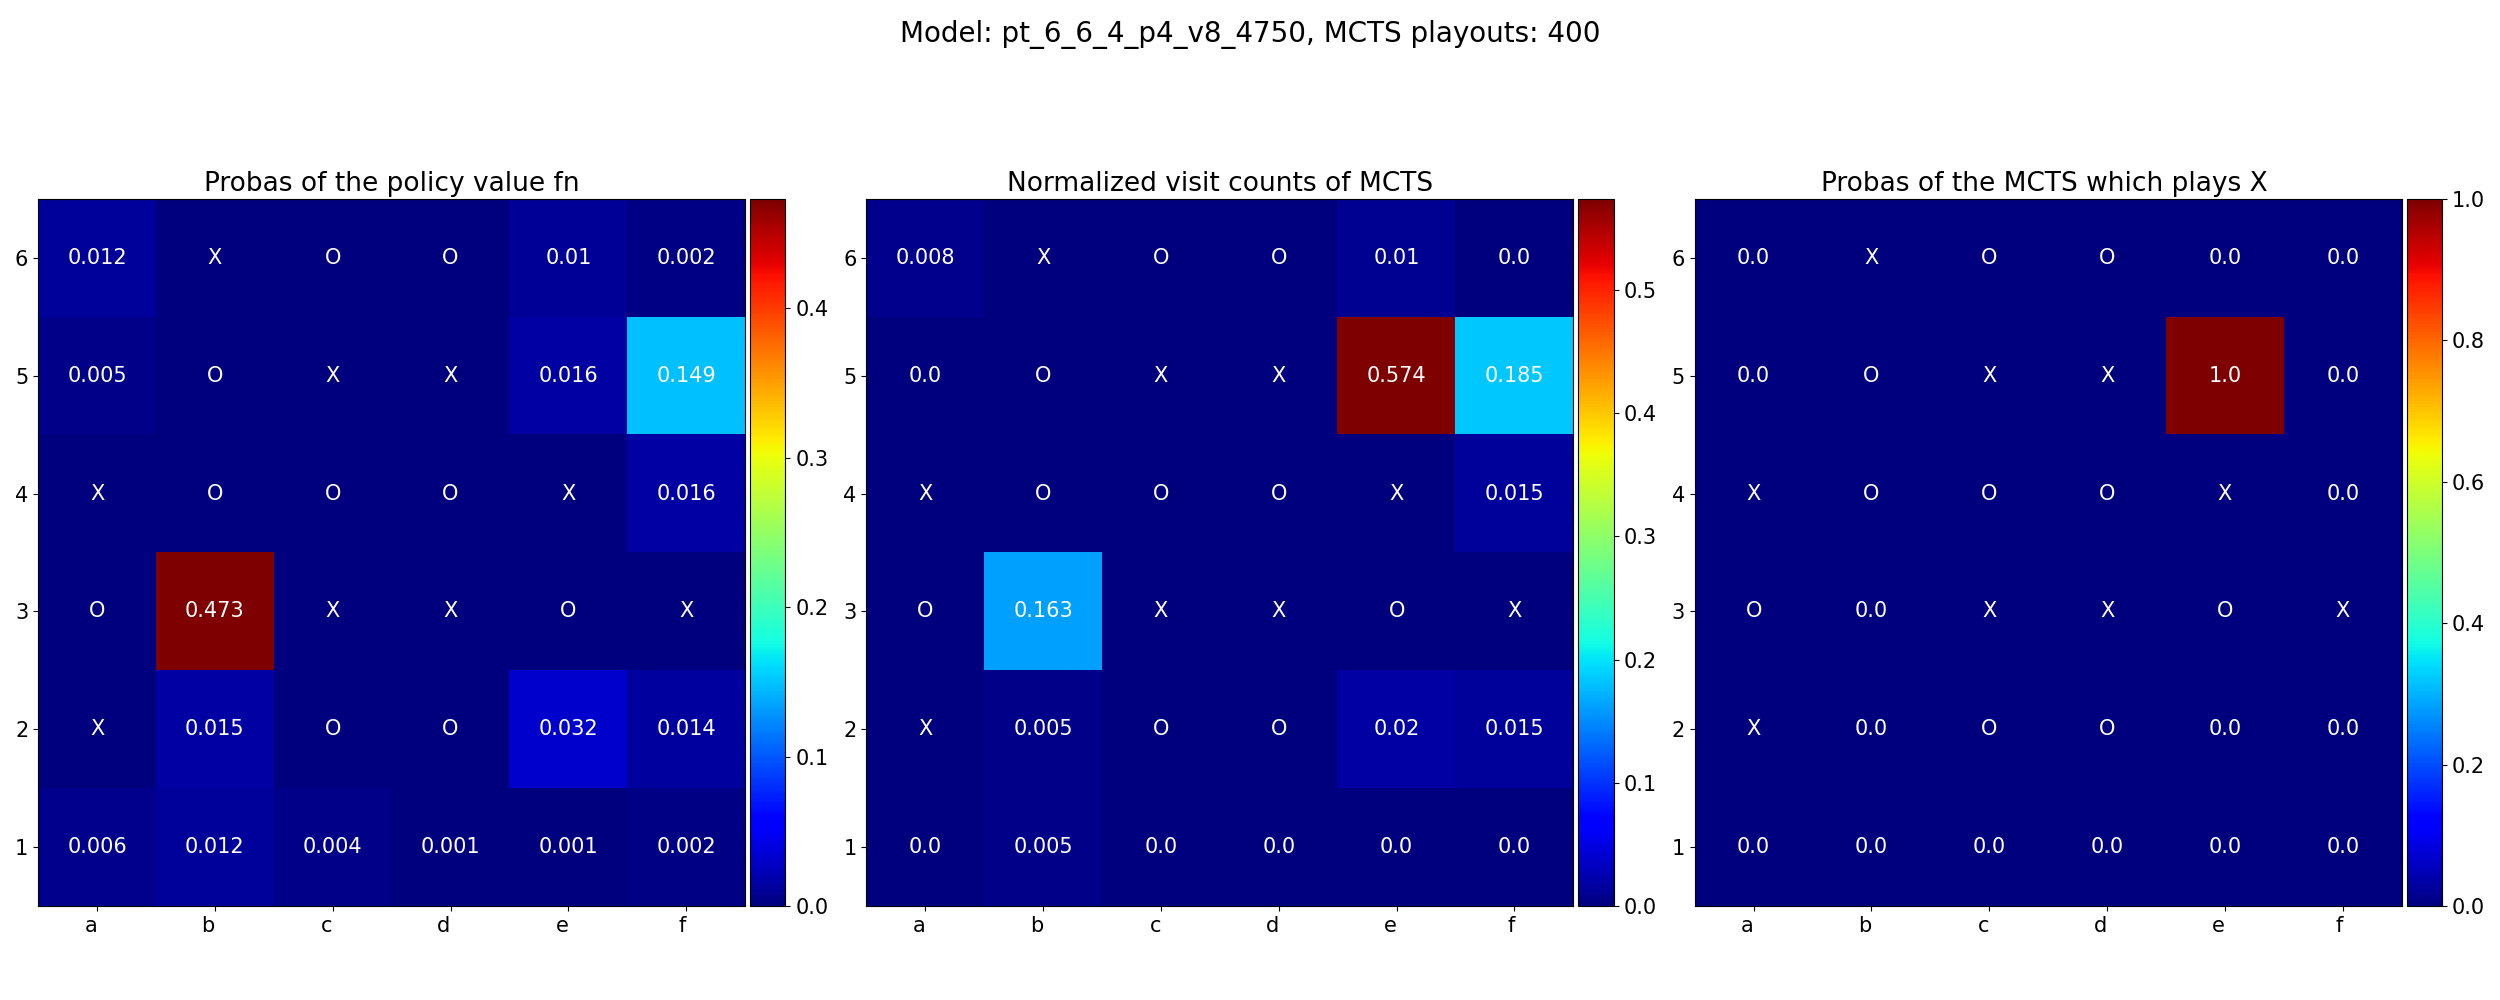 Model: pt_6_6_4_p4_v8_4750, MCTS playouts: 400
Probas of the policy value fn
6 0.012 X O O 0.01 0.002
5 0.005 O X X 0.016 0.149
4 X O O O X 0.016
3 O 0.473 X X O X
2 X 0.015 O O 0.032 0.014
1 0.006 0.012 0.004 0.001 0.001 0.002
a b c d e f
0.4
0.3
0.2
0.1
0.0
Normalized visit counts of MCTS
6 0.008 X O O 0.01 0.0
5 0.0 O X X 0.574 0.185
4 X O O O X 0.015
3 O 0.163 X X O X
2 X 0.005 O O 0.02 0.015
1 0.0 0.005 0.0 0.0 0.0 0.0
a b c d e f
0.5
0.4
0.3
0.2
0.1
0.0
Probas of the MCTS which plays X
6 0.0 X O O 0.0 0.0
5 0.0 O X X 1.0 0.0
4 X O O O X 0.0
3 O 0.0 X X O X
2 X 0.0 O O 0.0 0.0
1 0.0 0.0 0.0 0.0 0.0 0.0
a b c d e f
1.0
0.8
0.6
0.4
0.2
0.0